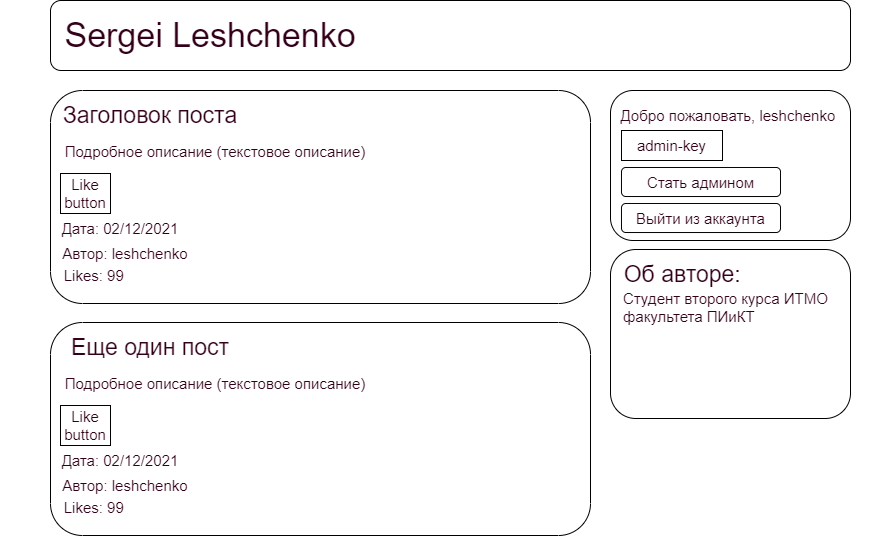 Sergei Leshchenko
Заголовок поста
Подробное описание (текстовое описание)
Like
button
Дата: 02/12/2021
Автор: leshchenko
Likes: 99
Еще один пост
Подробное описание (текстовое описание)
Like
button
Дата: 02/12/2021
Автор: leshchenko
Likes: 99
Добро пожаловать, leshchenko
admin-key
Стать админом
Выйти из аккаунта
Об авторе:
Студент второго курса ИТМО
факультета ПИиКТ